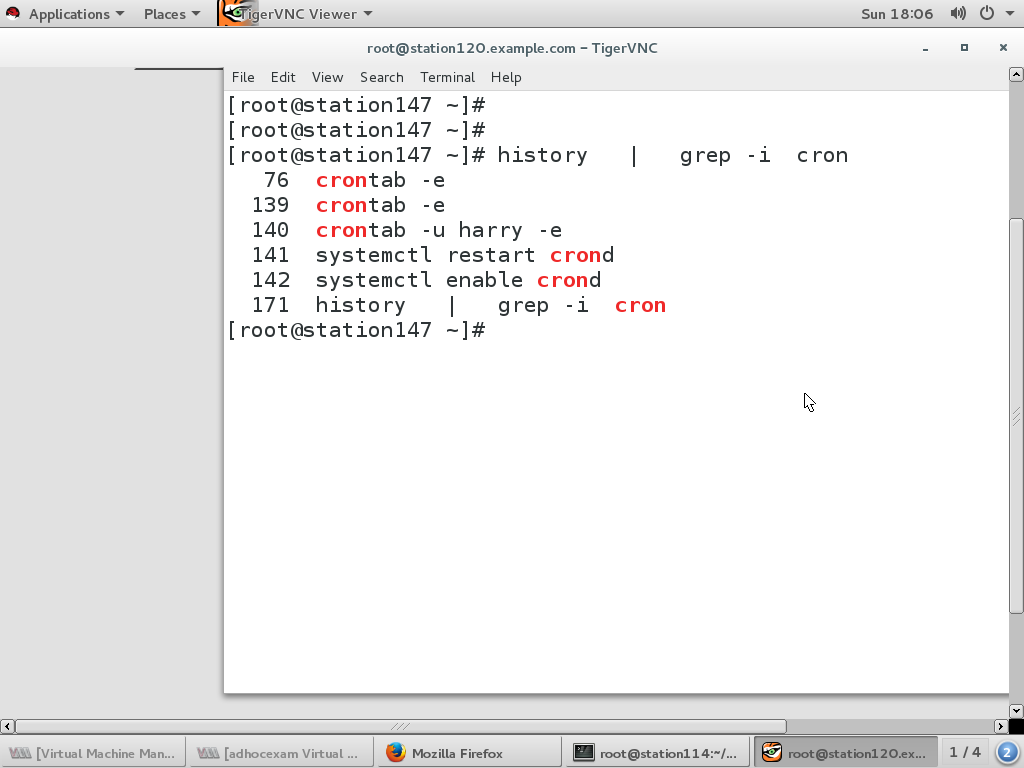 Applications Places TigerVNC Viewer Sun 18:06
root@station120.example.com – TigerVNC
File Edit View Search Terminal Help
[root@station147 ~]#
[root@station147 ~]#
[root@station147 ~]# history   |   grep -i  cron
76  crontab -e
139  crontab -e
140  crontab -u harry -e
141  systemctl restart crond
142  systemctl enable crond
171  history   |   grep -i  cron
[root@station147 ~]#
[Virtual Machine Man... [adhocexam Virtual ... Mozilla Firefox root@station114:~/... root@station120.ex... 1 / 4 2